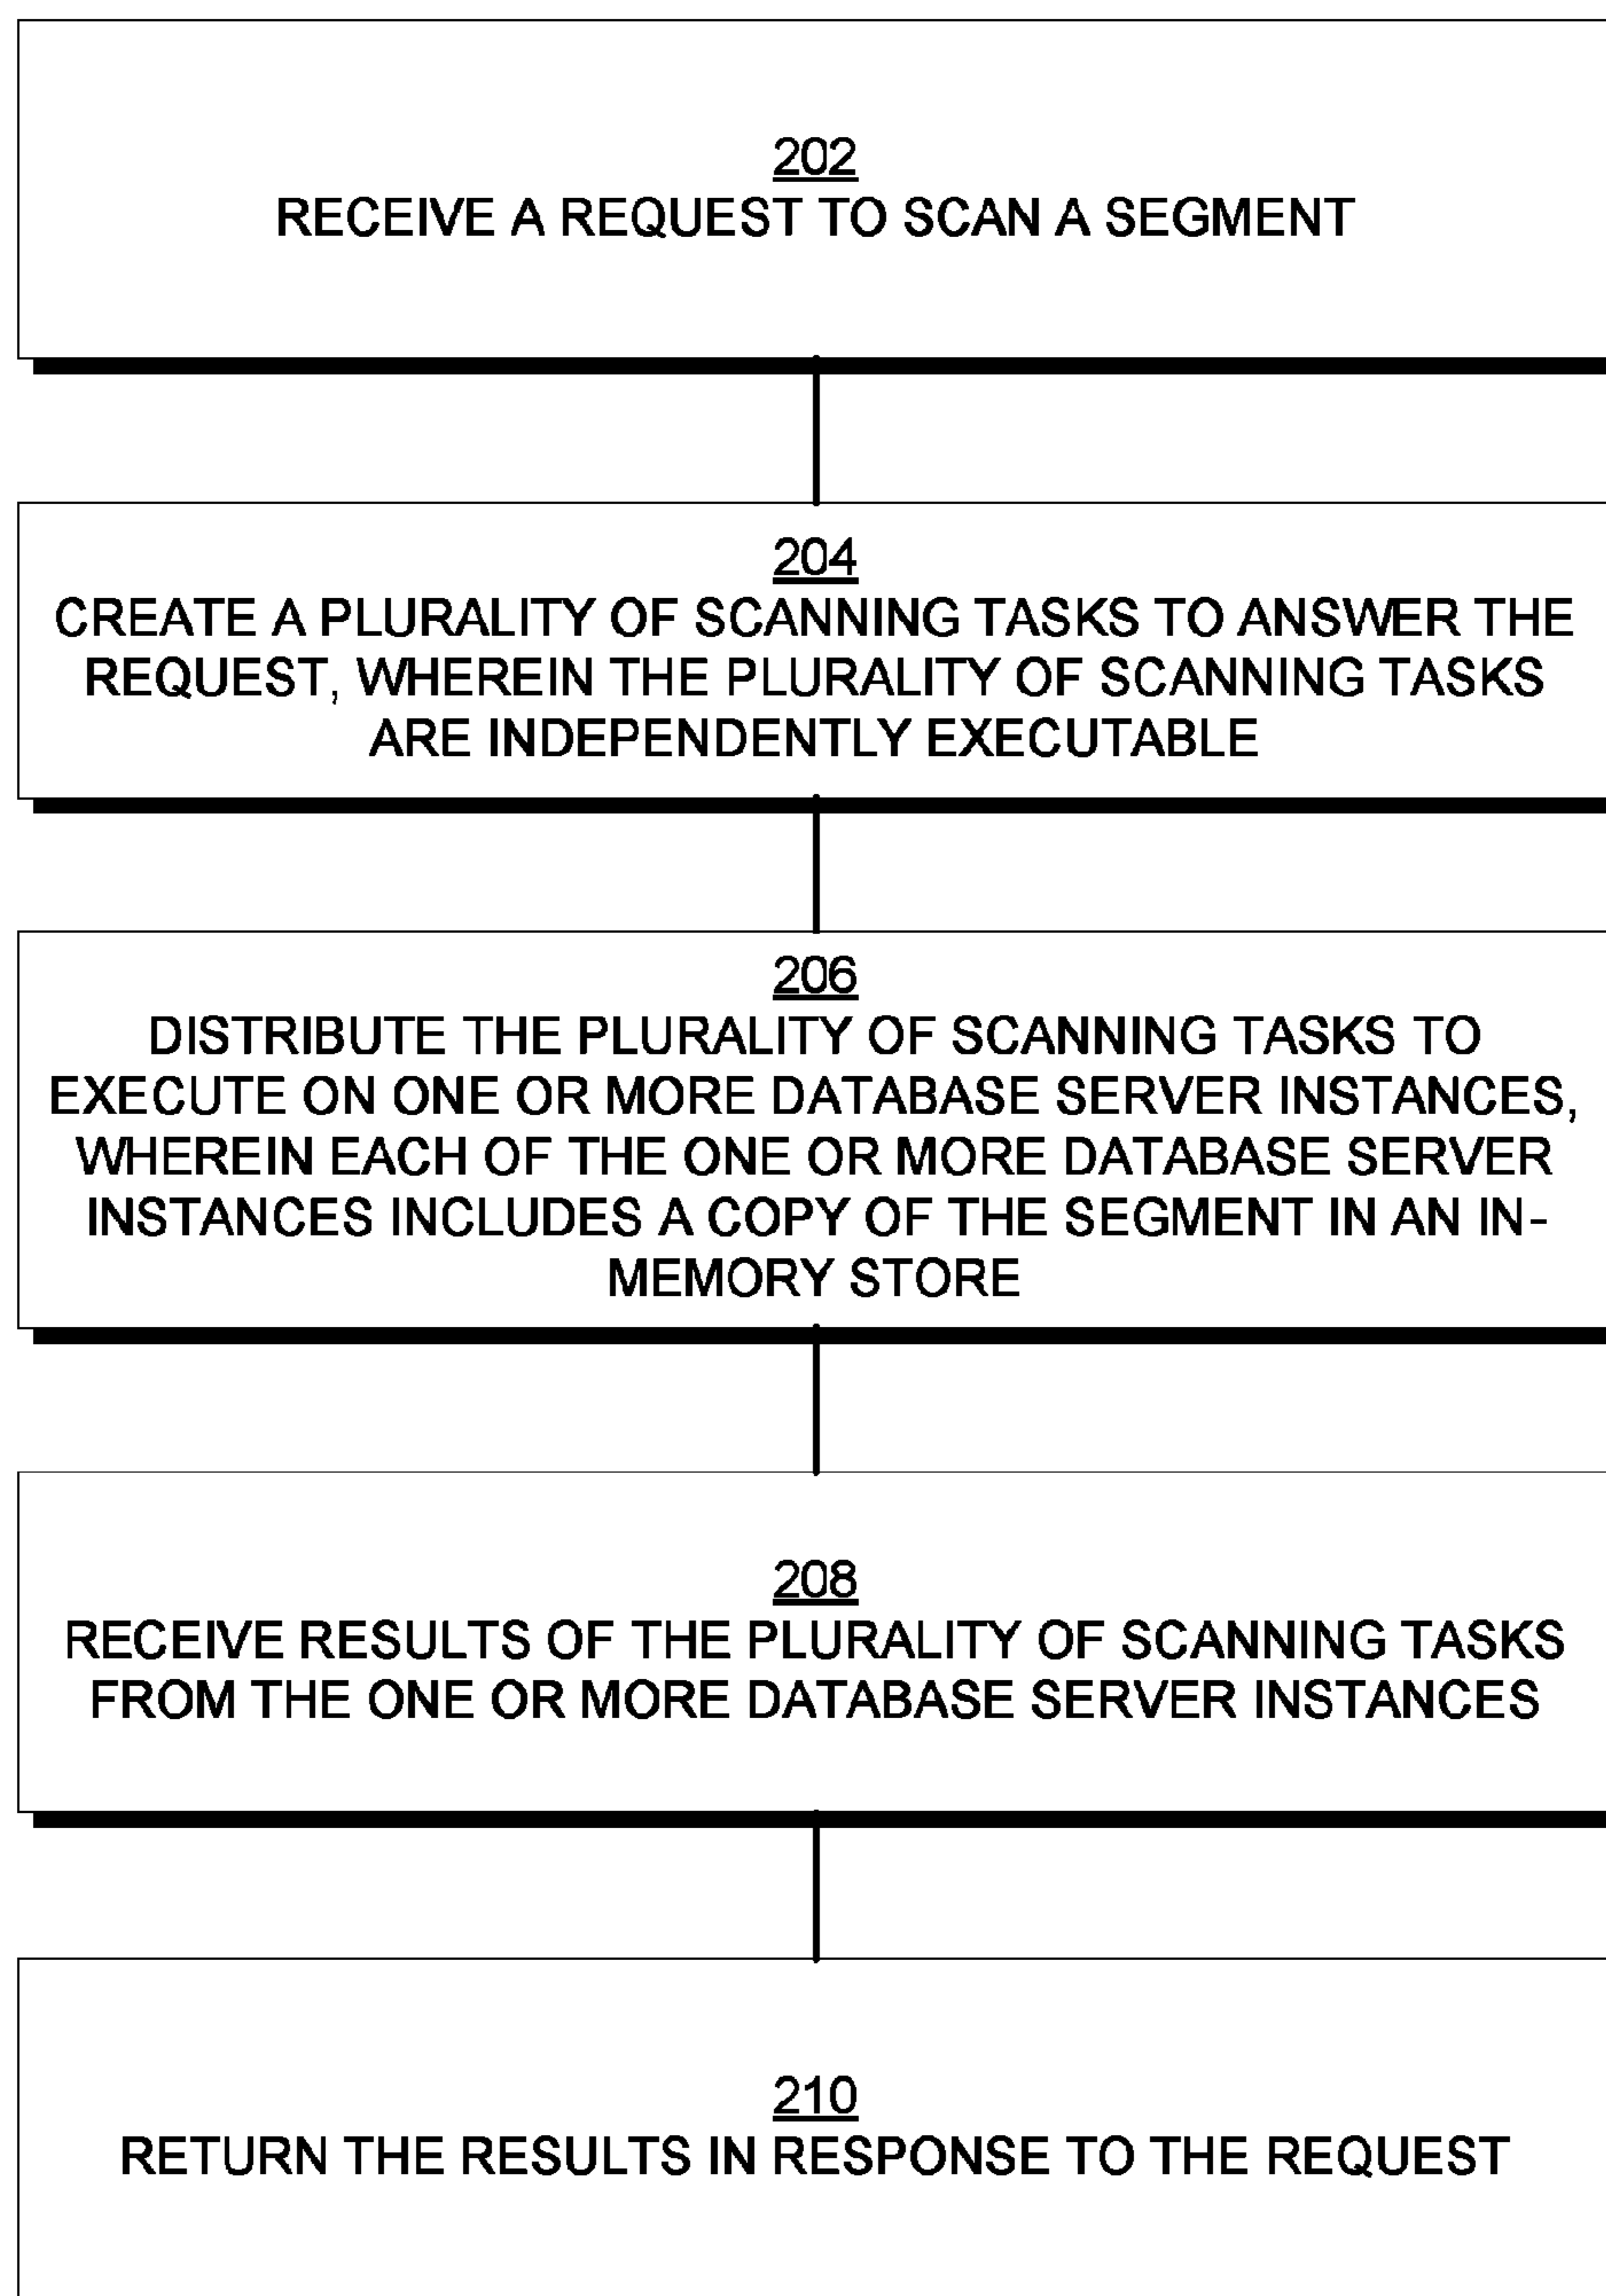 202
RECEIVE A REQUEST TO SCAN A SEGMENT
204
CREATE A PLURALITY OF SCANNING TASKS TO ANSWER THE
REQUEST, WHEREIN THE PLURALITY OF SCANNING TASKS
ARE INDEPENDENTLY EXECUTABLE
206
DISTRIBUTE THE PLURALITY OF SCANNING TASKS TO
EXECUTE ON ONE OR MORE DATABASE SERVER INSTANCES,
WHEREIN EACH OF THE ONE OR MORE DATABASE SERVER
INSTANCES INCLUDES A COPY OF THE SEGMENT IN AN IN-
MEMORY STORE
208
RECEIVE RESULTS OF THE PLURALITY OF SCANNING TASKS
FROM THE ONE OR MORE DATABASE SERVER INSTANCES
210
RETURN THE RESULTS IN RESPONSE TO THE REQUEST